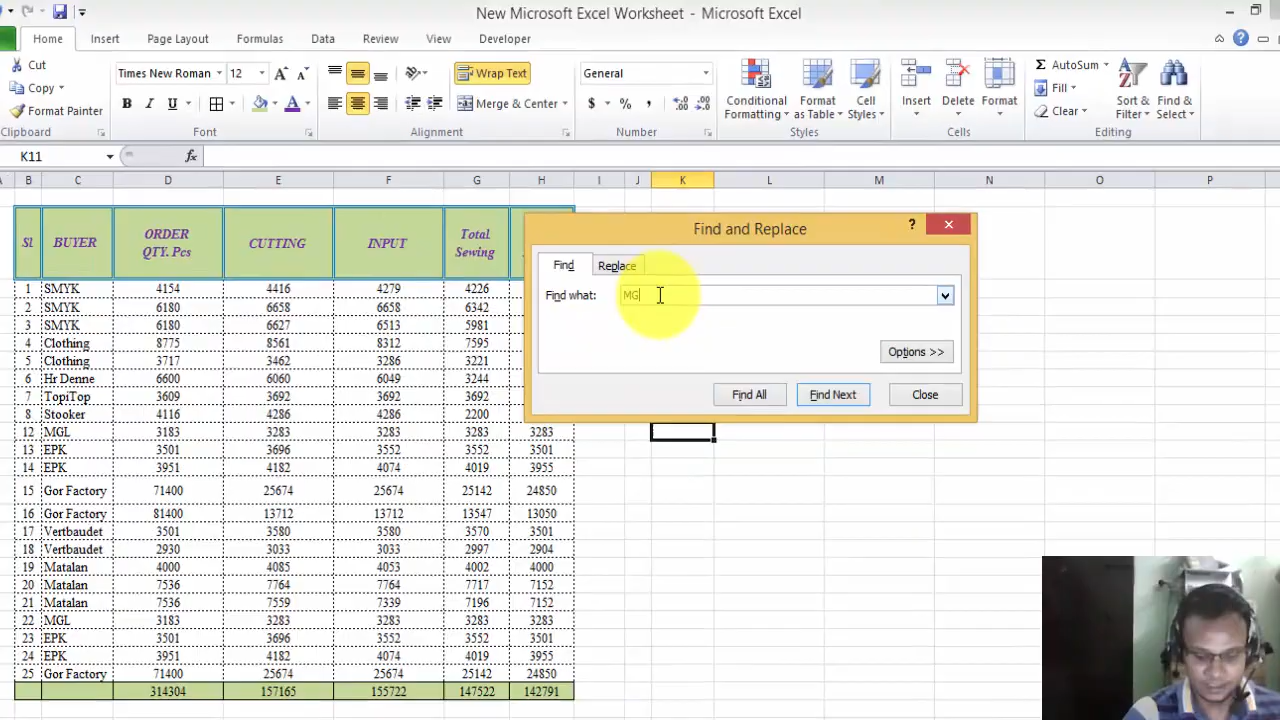 New Microsoft Excel Worksheet - Microsoft Excel
Home Insert Page Layout Formulas Data Review View Developer
Cut
Copy
Format Painter
Clipboard
Times New Roman 12
B I U A
Font
Wrap Text
Merge & Center
Alignment
General
$ % ,
Number
Conditional Formatting
Format as Table
Cell Styles
Styles
Insert Delete Format
Cells
Σ AutoSum
Fill
Clear
Sort & Filter
Find & Select
Editing
K11 fx
B C D E F G H I J K L M N O P
Sl BUYER ORDER QTY. Pcs CUTTING INPUT Total Sewing
1 SMYK 4154 4416 4279 4226
2 SMYK 6180 6658 6658 6342
3 SMYK 6180 6627 6513 5981
4 Clothing 8775 8561 8312 7595
5 Clothing 3717 3462 3286 3221
6 Hr Denne 6600 6060 6049 3244
7 TopiTop 3609 3692 3692 3692
8 Stooker 4116 4286 4286 2200
12 MGL 3183 3283 3283 3283 3283
13 EPK 3501 3696 3552 3552 3501
14 EPK 3951 4182 4074 4019 3955
15 Gor Factory 71400 25674 25674 25142 24850
16 Gor Factory 81400 13712 13712 13547 13050
17 Vertbaudet 3501 3580 3580 3570 3501
18 Vertbaudet 2930 3033 3033 2997 2904
19 Matalan 4000 4085 4053 4002 4000
20 Matalan 7536 7764 7764 7717 7152
21 Matalan 7536 7559 7339 7196 7152
22 MGL 3183 3283 3283 3283 3283
23 EPK 3501 3696 3552 3552 3501
24 EPK 3951 4182 4074 4019 3955
25 Gor Factory 71400 25674 25674 25142 24850
314304 157165 155722 147522 142791
Find and Replace
Find Replace
Find what: MG
Options >>
Find All Find Next Close